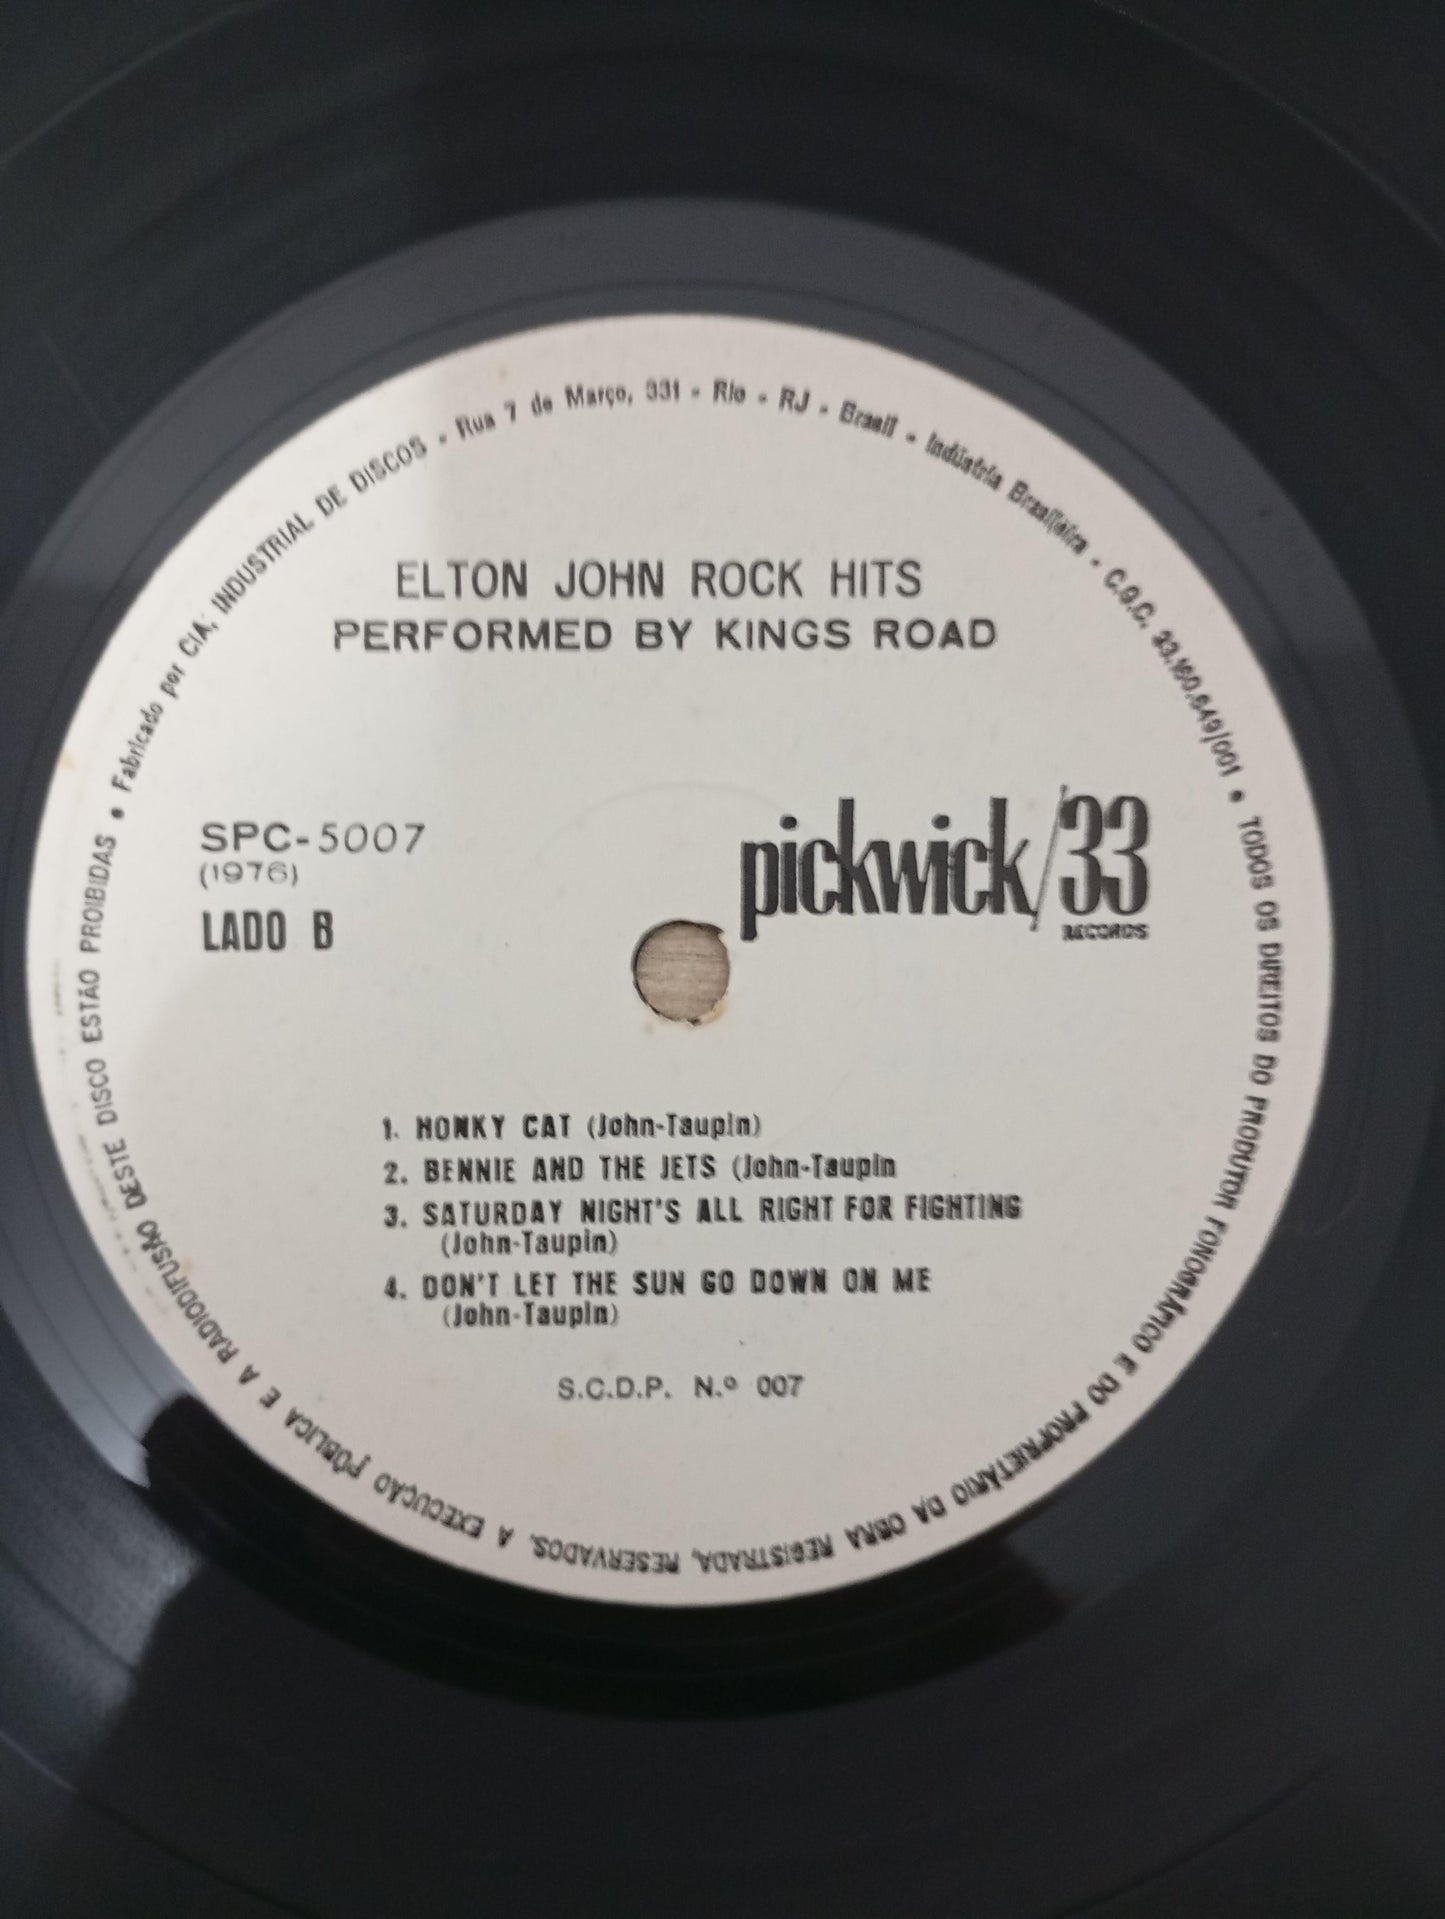 Fabricado por CIA. INDUSTRIAL DE DISCOS - Rua 7 de Março, 331 - Rio - RJ - Brasil - Indústria Brasileira - C.G.C. 33.160.649/001 • TODOS OS DIREITOS DO PRODUTOR FONOGRÁFICO E DO PROPRIETÁRIO DA OBRA REGISTRADA, RESERVADOS. A EXECUÇÃO PÚBLICA E A RADIODIFUSÃO DESTE DISCO ESTÃO PROIBIDAS •
ELTON JOHN ROCK HITS
PERFORMED BY KINGS ROAD
SPC-5007
(1976)
LADO B
pickwick/33
RECORDS
1. HONKY CAT (John-Taupin)
2. BENNIE AND THE JETS (John-Taupin
3. SATURDAY NIGHT'S ALL RIGHT FOR FIGHTING
(John-Taupin)
4. DON'T LET THE SUN GO DOWN ON ME
(John-Taupin)
S.C.D.P. N.º 007